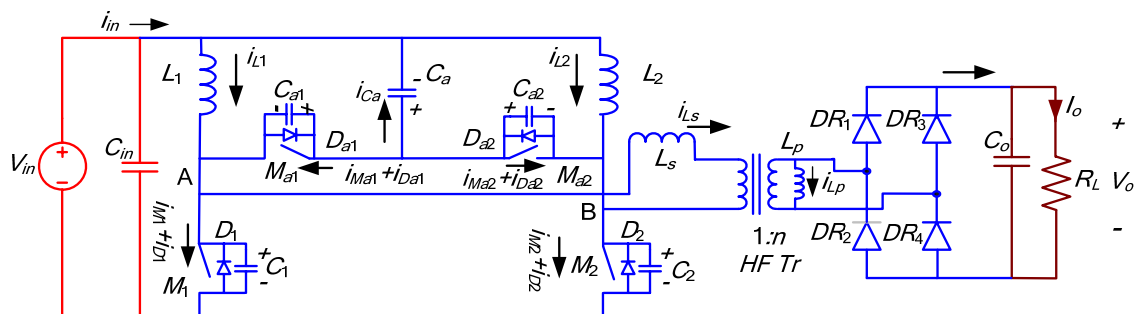 i_in
V_in
C_in
L_1
i_L1
C_a1
- +
D_a1
M_a1
i_Ca
- C_a
+
i_Ma1+i_Da1
C_a2
+ -
D_a2
M_a2
i_Ma2+i_Da2
i_L2
L_2
A
B
i_M1+i_D1
M_1
D_1
+
C_1
-
i_M2+i_D2
M_2
D_2
+
C_2
-
i_Ls
L_s
L_p
i_Lp
1:n
HF Tr
DR_1
DR_3
DR_2
DR_4
C_o
I_o
R_L
+
V_o
-